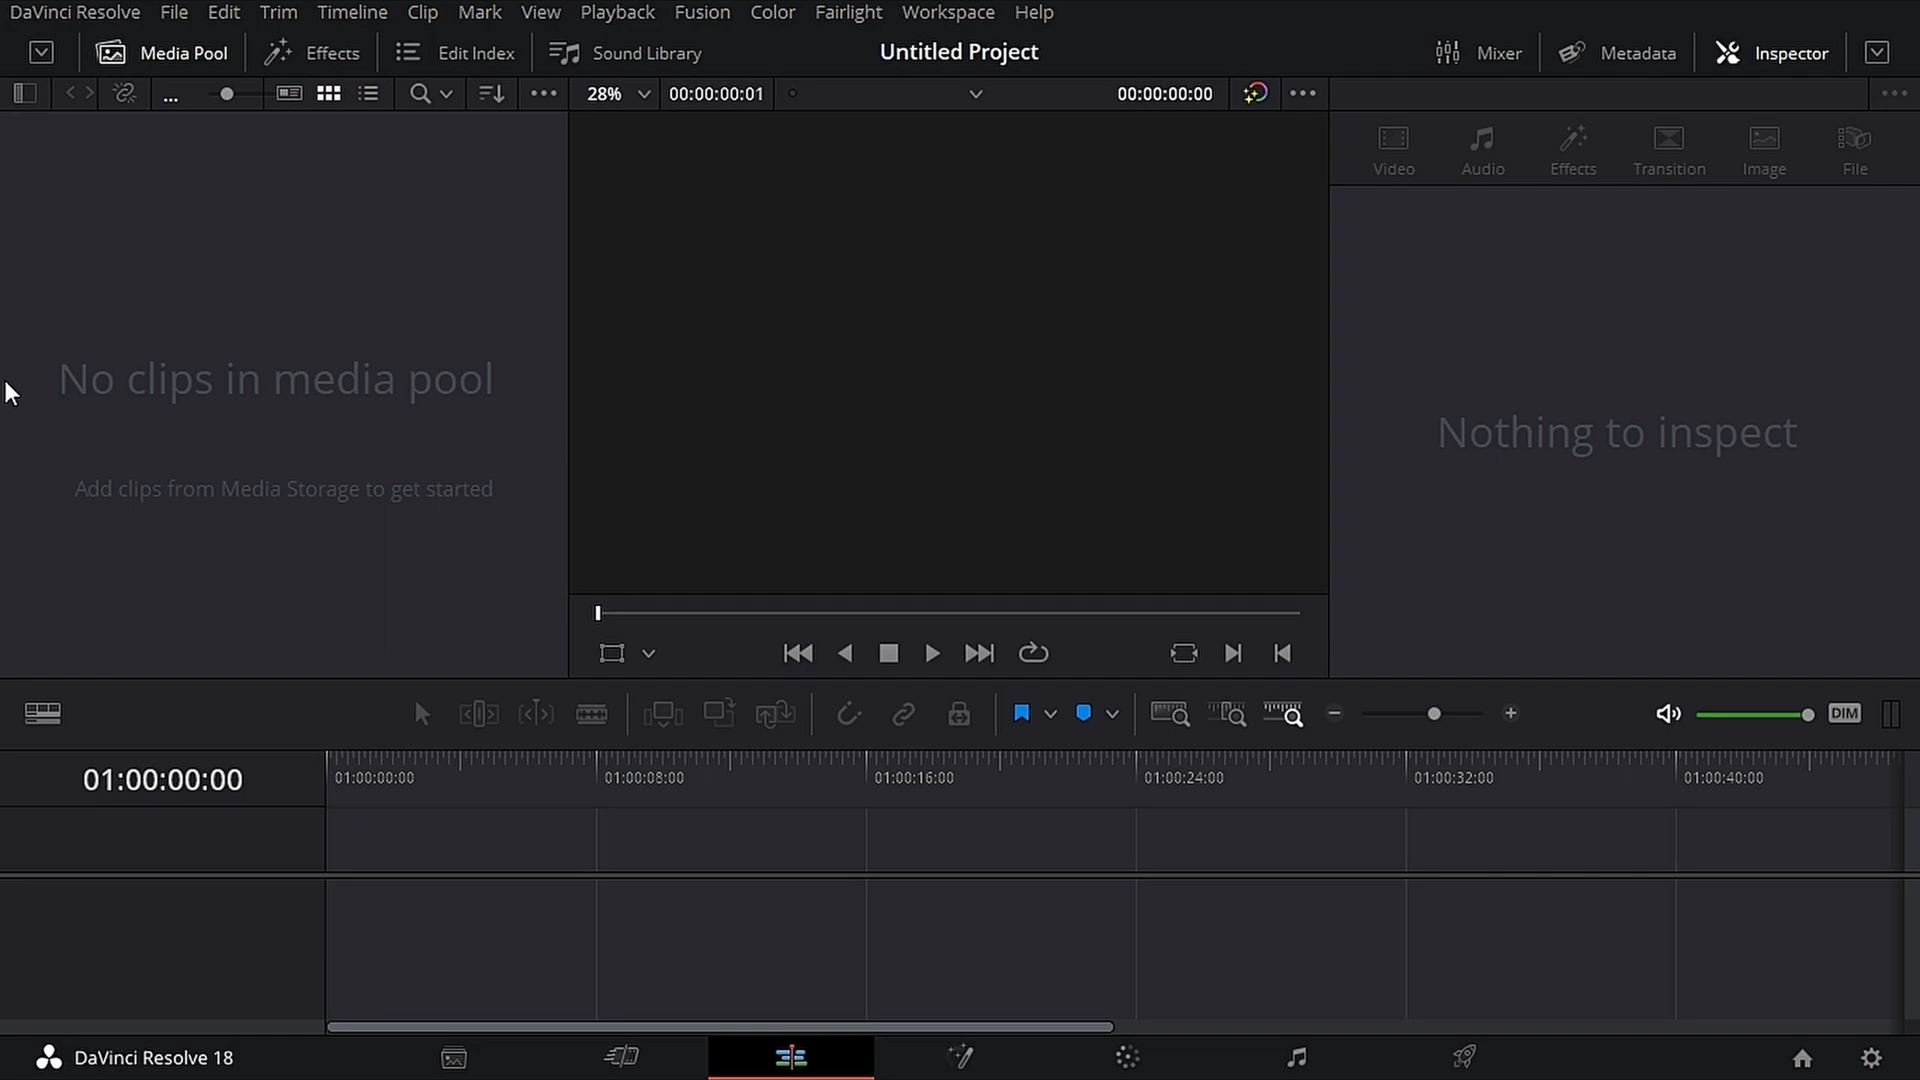 DaVinci Resolve File Edit Trim Timeline Clip Mark View Playback Fusion Color Fairlight Workspace Help
Media Pool Effects Edit Index Sound Library Untitled Project Mixer Metadata Inspector
... 28% 00:00:00:01 00:00:00:00
Video Audio Effects Transition Image File
No clips in media pool
Add clips from Media Storage to get started
Nothing to inspect
DIM
01:00:00:00
01:00:00:00 01:00:08:00 01:00:16:00 01:00:24:00 01:00:32:00 01:00:40:00
DaVinci Resolve 18